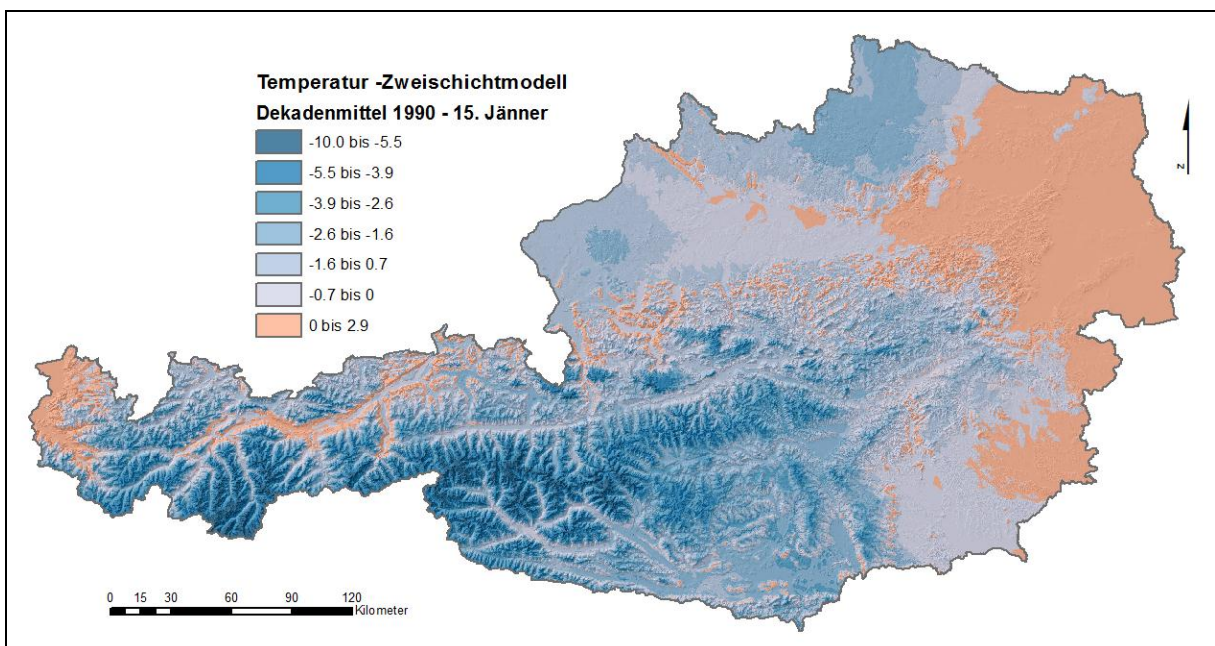 Temperatur -Zweischichtmodell
Dekadenmittel 1990 - 15. Jänner
-10.0 bis -5.5
-5.5 bis -3.9
-3.9 bis -2.6
-2.6 bis -1.6
-1.6 bis 0.7
-0.7 bis 0
0 bis 2.9
N
0 15 30 60 90 120
Kilometer